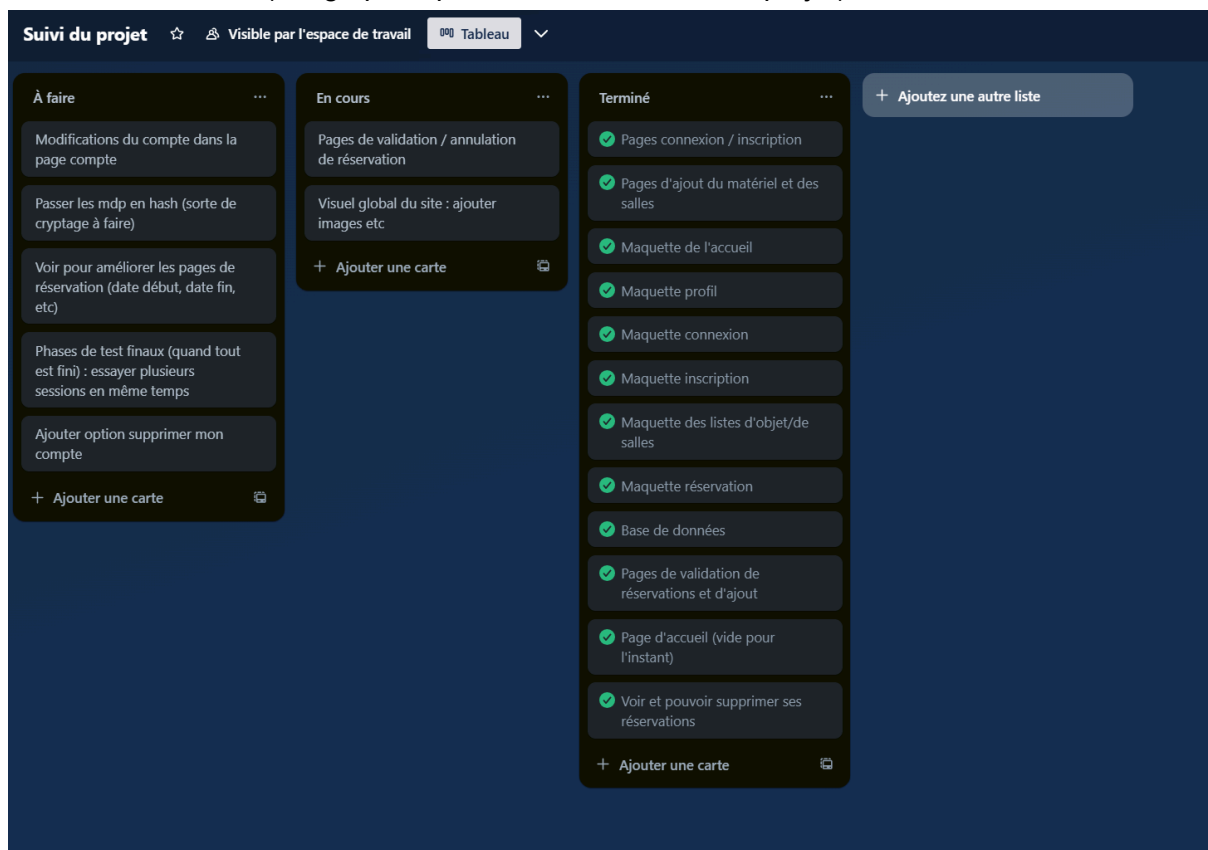 Suivi du projet Visible par l'espace de travail Tableau
À faire
Modifications du compte dans la
page compte
Passer les mdp en hash (sorte de
cryptage à faire)
Voir pour améliorer les pages de
réservation (date début, date fin,
etc)
Phases de test finaux (quand tout
est fini) : essayer plusieurs
sessions en même temps
Ajouter option supprimer mon
compte
+ Ajouter une carte
En cours
Pages de validation / annulation
de réservation
Visuel global du site : ajouter
images etc
+ Ajouter une carte
Terminé
Pages connexion / inscription
Pages d'ajout du matériel et des
salles
Maquette de l'accueil
Maquette profil
Maquette connexion
Maquette inscription
Maquette des listes d'objet/de
salles
Maquette réservation
Base de données
Pages de validation de
réservations et d'ajout
Page d'accueil (vide pour
l'instant)
Voir et pouvoir supprimer ses
réservations
+ Ajouter une carte
+ Ajoutez une autre liste